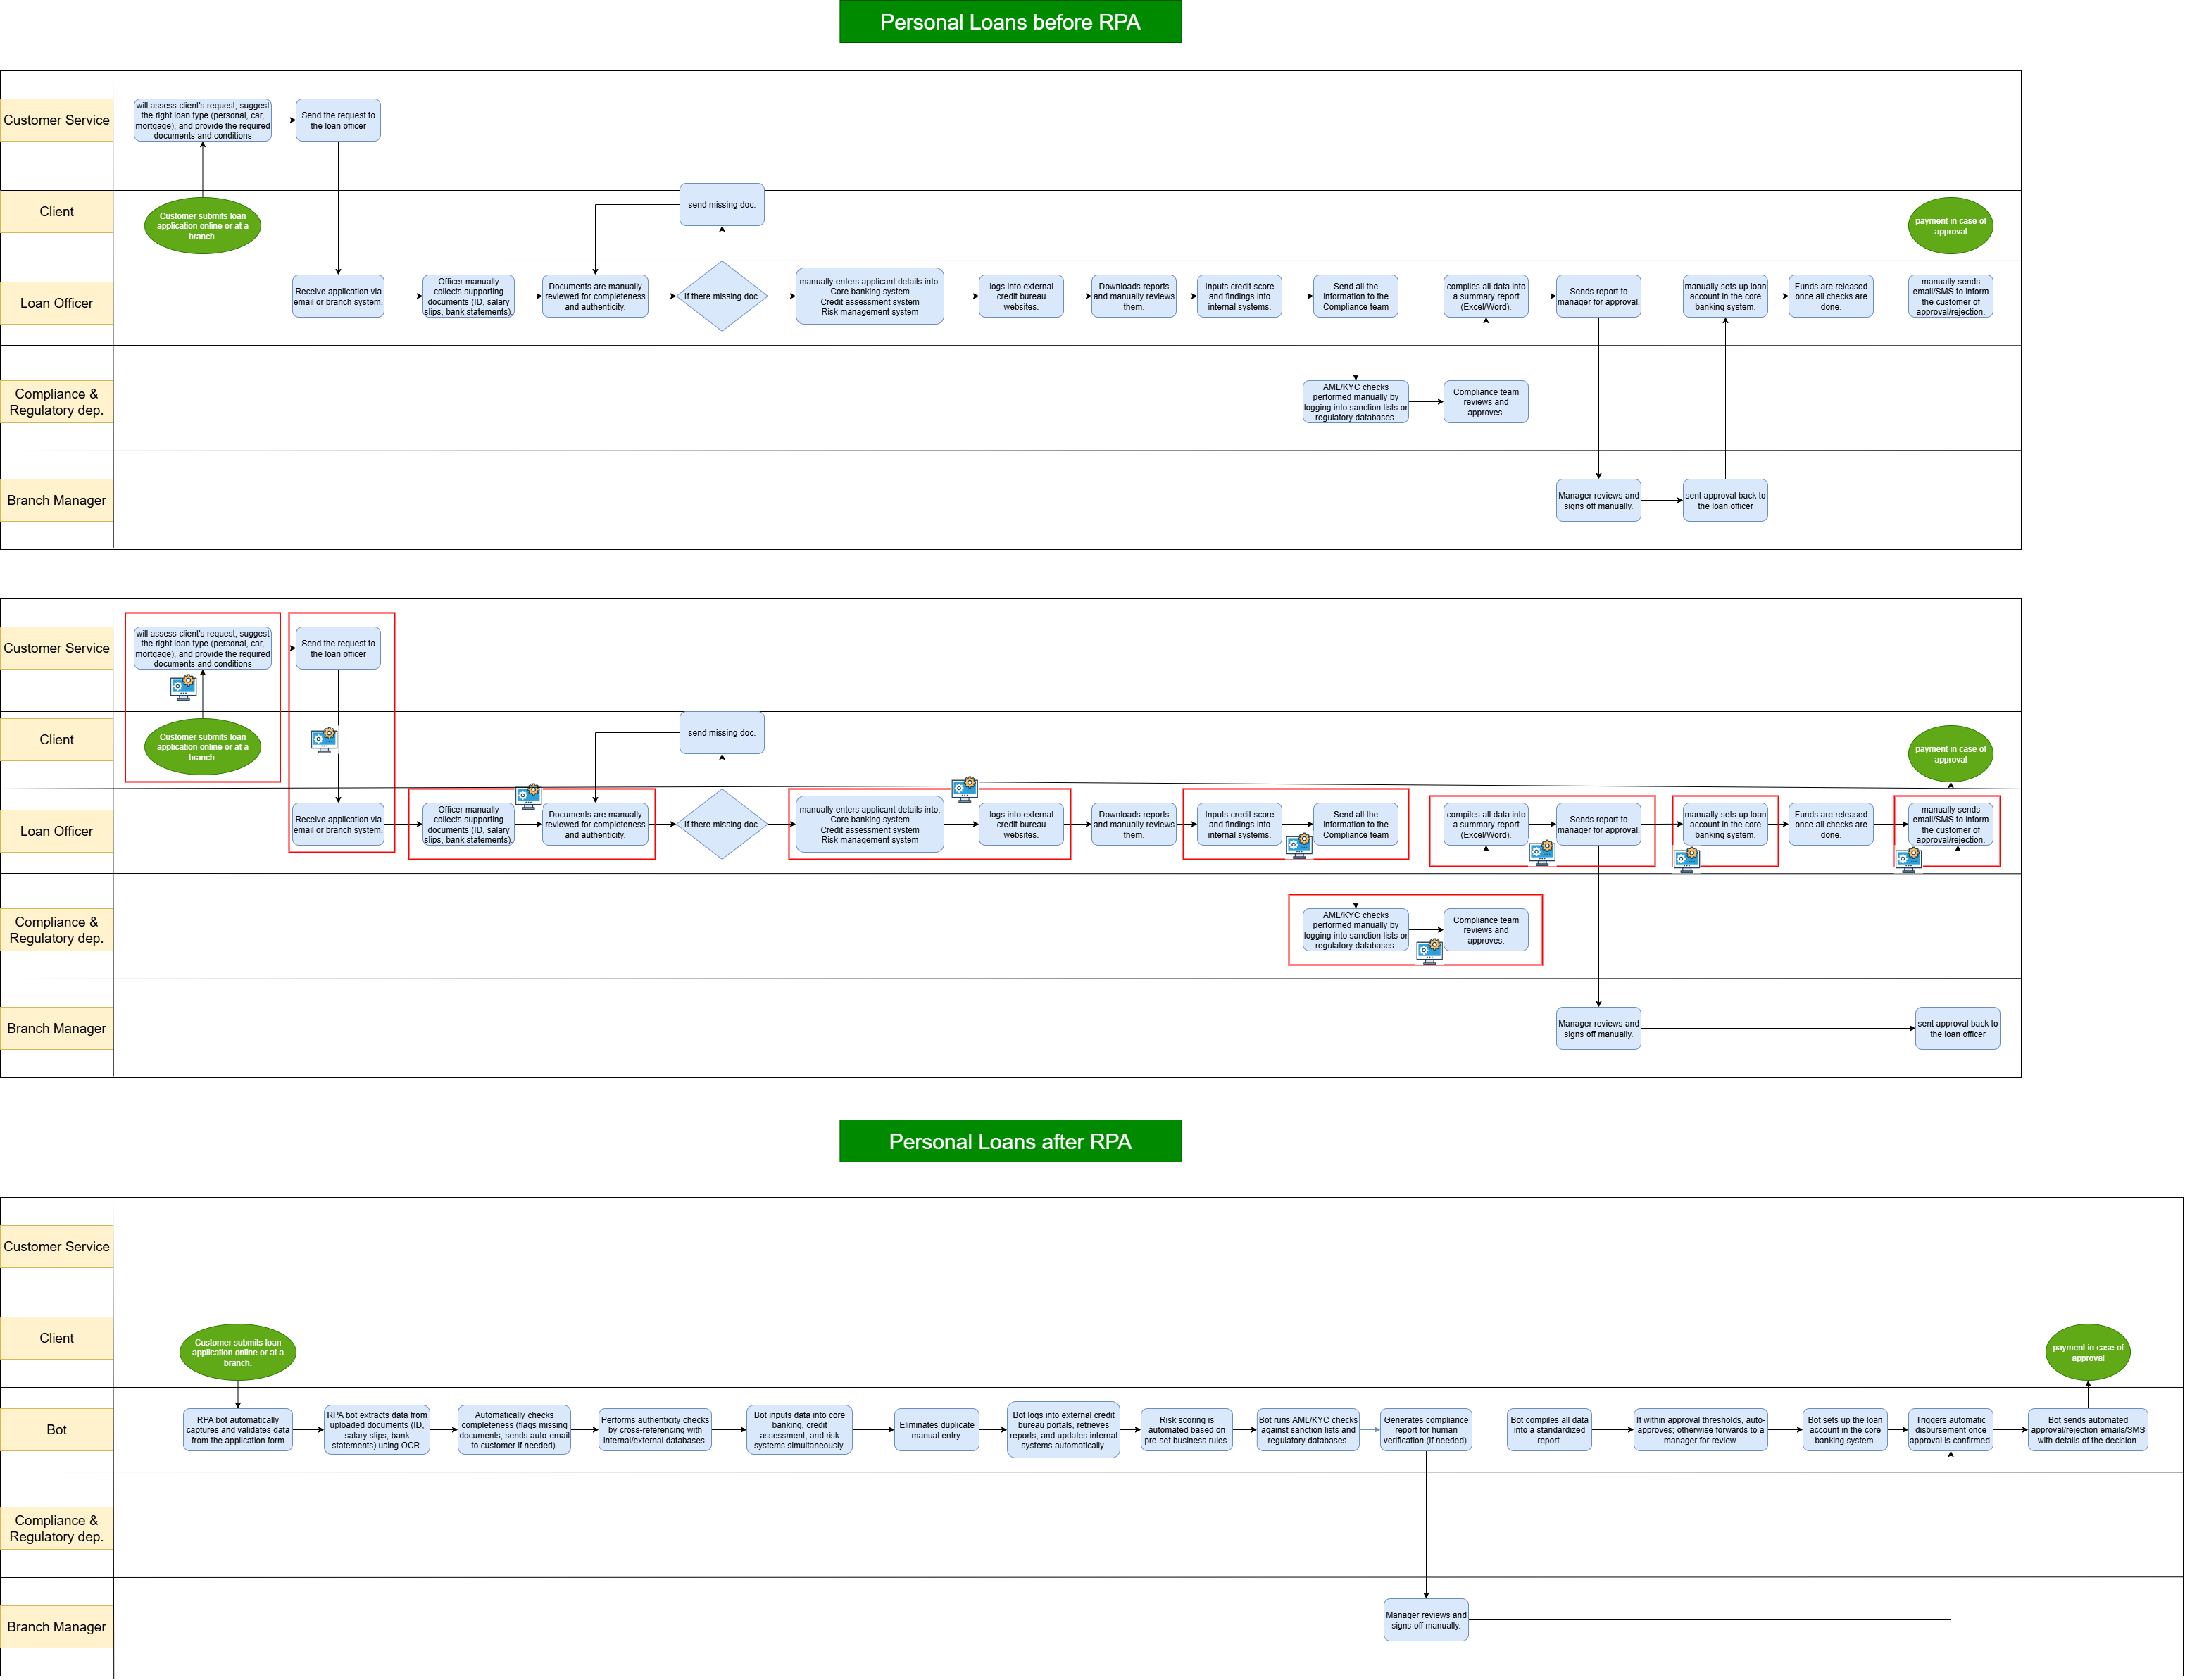 Personal Loans before RPA
Customer Service
will assess client's request, suggest
the right loan type (personal, car,
mortgage), and provide the required
documents and conditions
Send the request to
the loan officer
Client
Customer submits loan
application online or at a
branch.
send missing doc.
payment in case of
approval
Loan Officer
Receive application via
email or branch system.
Officer manually
collects supporting
documents (ID, salary
slips, bank statements).
Documents are manually
reviewed for completeness
and authenticity.
If there missing doc.
manually enters applicant details into:
Core banking system
Credit assessment system
Risk management system
logs into external
credit bureau
websites.
Downloads reports
and manually reviews
them.
Inputs credit score
and findings into
internal systems.
Send all the
information to the
Compliance team
compiles all data into
a summary report
(Excel/Word).
Sends report to
manager for approval.
manually sets up loan
account in the core
banking system.
Funds are released
once all checks are
done.
manually sends
email/SMS to inform
the customer of
approval/rejection.
Compliance &
Regulatory dep.
AML/KYC checks
performed manually by
logging into sanction lists or
regulatory databases.
Compliance team
reviews and
approves.
Branch Manager
Manager reviews and
signs off manually.
sent approval back to
the loan officer
Customer Service
will assess client's request, suggest
the right loan type (personal, car,
mortgage), and provide the required
documents and conditions
Send the request to
the loan officer
Client
Customer submits loan
application online or at a
branch.
send missing doc.
payment in case of
approval
Loan Officer
Receive application via
email or branch system.
Officer manually
collects supporting
documents (ID, salary
slips, bank statements).
Documents are manually
reviewed for completeness
and authenticity.
If there missing doc.
manually enters applicant details into:
Core banking system
Credit assessment system
Risk management system
logs into external
credit bureau
websites.
Downloads reports
and manually reviews
them.
Inputs credit score
and findings into
internal systems.
Send all the
information to the
Compliance team
compiles all data into
a summary report
(Excel/Word).
Sends report to
manager for approval.
manually sets up loan
account in the core
banking system.
Funds are released
once all checks are
done.
manually sends
email/SMS to inform
the customer of
approval/rejection.
Compliance &
Regulatory dep.
AML/KYC checks
performed manually by
logging into sanction lists or
regulatory databases.
Compliance team
reviews and
approves.
Branch Manager
Manager reviews and
signs off manually.
sent approval back to
the loan officer
Personal Loans after RPA
Customer Service
Client
Customer submits loan
application online or at a
branch.
payment in case of
approval
Bot
RPA bot automatically
captures and validates data
from the application form
RPA bot extracts data from
uploaded documents (ID,
salary slips, bank
statements) using OCR.
Automatically checks
completeness (flags missing
documents, sends auto-email
to customer if needed).
Performs authenticity checks
by cross-referencing with
internal/external databases.
Bot inputs data into core
banking, credit
assessment, and risk
systems simultaneously.
Eliminates duplicate
manual entry.
Bot logs into external credit
bureau portals, retrieves
reports, and updates internal
systems automatically.
Risk scoring is
automated based on
pre-set business rules.
Bot runs AML/KYC checks
against sanction lists and
regulatory databases.
Generates compliance
report for human
verification (if needed).
Bot compiles all data
into a standardized
report.
If within approval thresholds, auto-
approves; otherwise forwards to a
manager for review.
Bot sets up the loan
account in the core
banking system.
Triggers automatic
disbursement once
approval is confirmed.
Bot sends automated
approval/rejection emails/SMS
with details of the decision.
Compliance &
Regulatory dep.
Branch Manager
Manager reviews and
signs off manually.